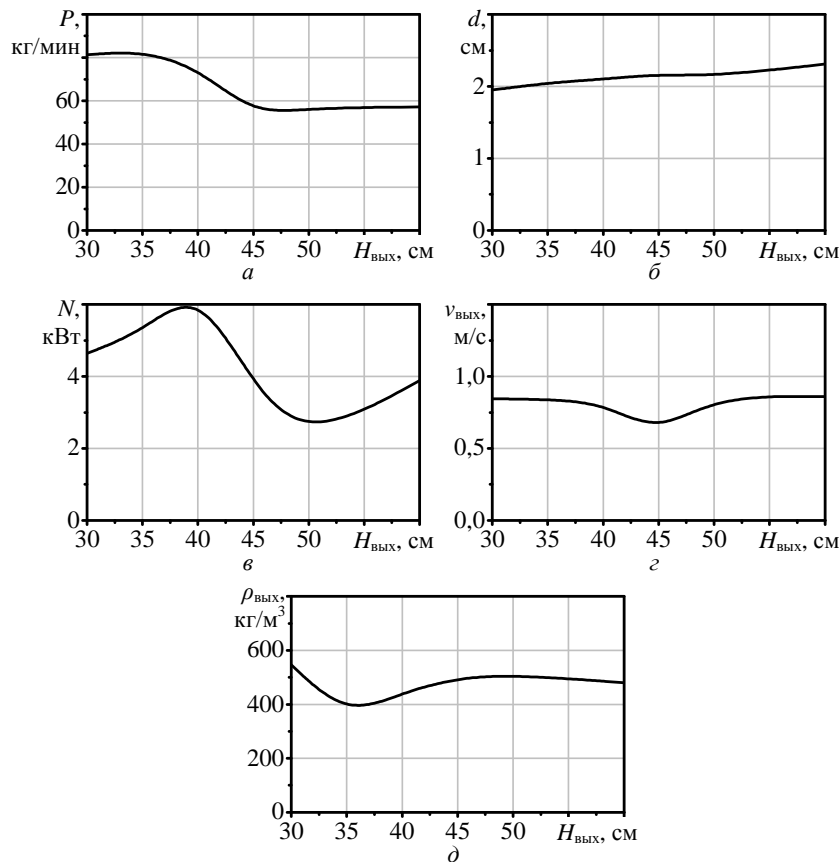 P,
кг/мин
60
40
20
0
30 35 40 45 50 Hвых, см
а
d,
см
2
1
0
30 35 40 45 50 Hвых, см
б
N,
кВт
4
2
0
30 35 40 45 50 Hвых, см
в
vвых,
м/с
1,0
0,5
0,0
30 35 40 45 50 Hвых, см
г
ρвых,
кг/м³
600
400
200
0
30 35 40 45 50 Hвых, см
д